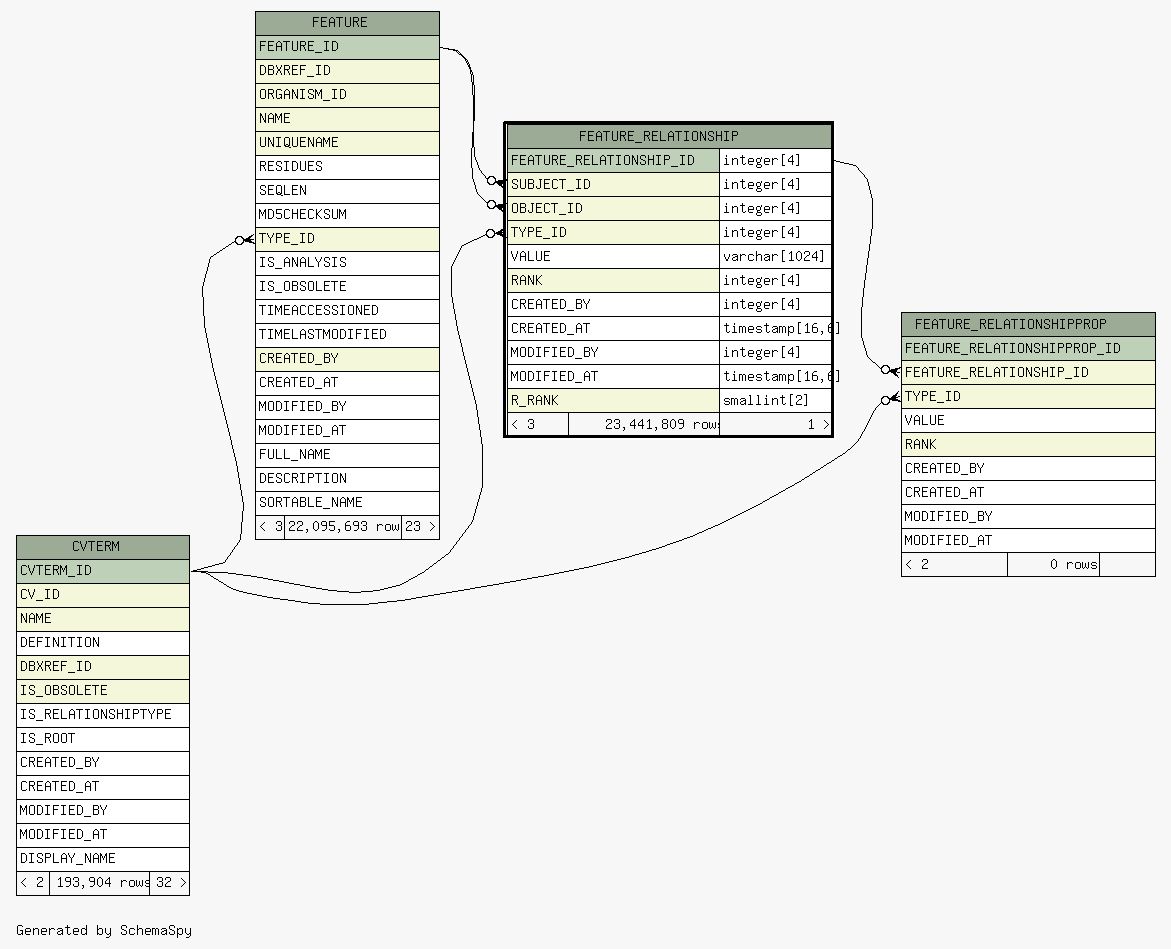 FEATURE
FEATURE_ID
DBXREF_ID
ORGANISM_ID
NAME
UNIQUENAME
RESIDUES
SEQLEN
MD5CHECKSUM
TYPE_ID
IS_ANALYSIS
IS_OBSOLETE
TIMEACCESSIONED
TIMELASTMODIFIED
CREATED_BY
CREATED_AT
MODIFIED_BY
MODIFIED_AT
FULL_NAME
DESCRIPTION
SORTABLE_NAME
< 3 22,095,693 row 23 >
FEATURE_RELATIONSHIP
FEATURE_RELATIONSHIP_ID integer[4]
SUBJECT_ID integer[4]
OBJECT_ID integer[4]
TYPE_ID integer[4]
VALUE varchar[1024]
RANK integer[4]
CREATED_BY integer[4]
CREATED_AT timestamp[16,6]
MODIFIED_BY integer[4]
MODIFIED_AT timestamp[16,6]
R_RANK smallint[2]
< 3 23,441,809 rows 1 >
FEATURE_RELATIONSHIPPROP
FEATURE_RELATIONSHIPPROP_ID
FEATURE_RELATIONSHIP_ID
TYPE_ID
VALUE
RANK
CREATED_BY
CREATED_AT
MODIFIED_BY
MODIFIED_AT
< 2 0 rows
CVTERM
CVTERM_ID
CV_ID
NAME
DEFINITION
DBXREF_ID
IS_OBSOLETE
IS_RELATIONSHIPTYPE
IS_ROOT
CREATED_BY
CREATED_AT
MODIFIED_BY
MODIFIED_AT
DISPLAY_NAME
< 2 193,904 rows 32 >
Generated by SchemaSpy